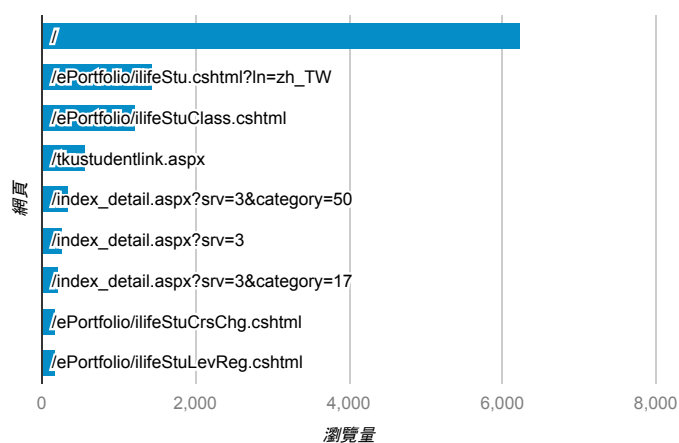 /
/ePortfolio/ilifeStu.cshtml?ln=zh_TW
/ePortfolio/ilifeStuClass.cshtml
/tkustudentlink.aspx
/index_detail.aspx?srv=3&category=50
/index_detail.aspx?srv=3
/index_detail.aspx?srv=3&category=17
/ePortfolio/ilifeStuCrsChg.cshtml
/ePortfolio/ilifeStuLevReg.cshtml
網頁
0 2,000 4,000 6,000 8,000
瀏覽量